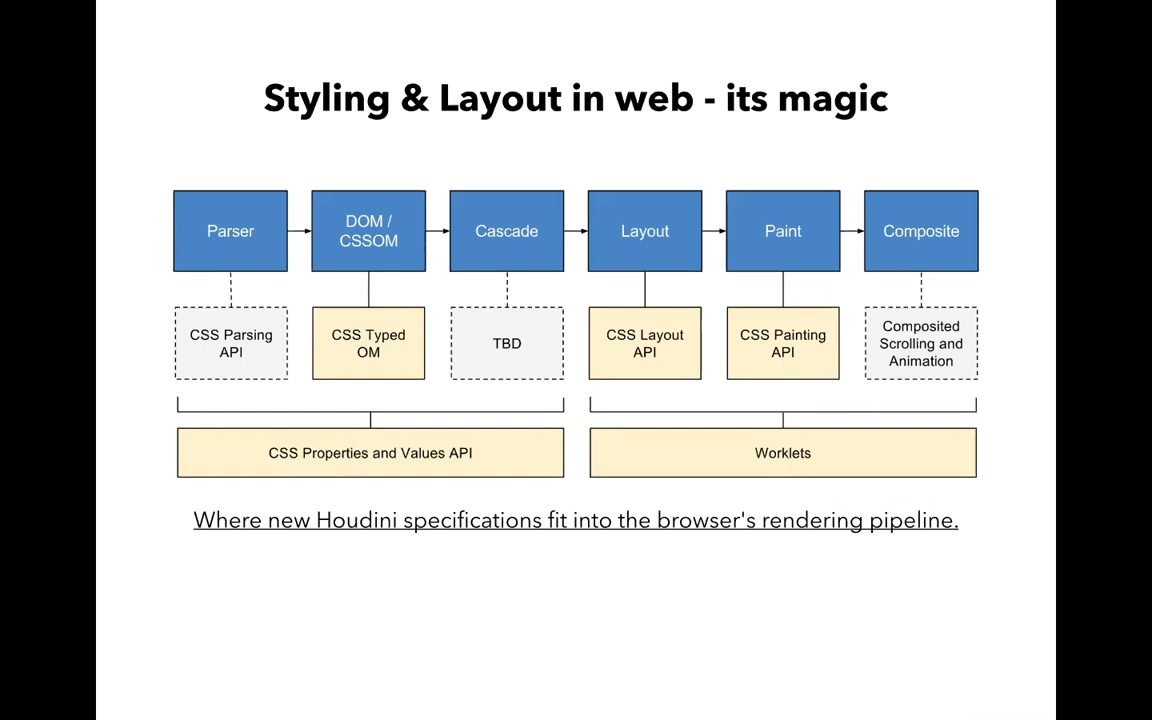 Styling & Layout in web - its magic
Parser
DOM /
CSSOM
Cascade
Layout
Paint
Composite
CSS Parsing
API
CSS Typed
OM
TBD
CSS Layout
API
CSS Painting
API
Composited
Scrolling and
Animation
CSS Properties and Values API
Worklets
Where new Houdini specifications fit into the browser's rendering pipeline.